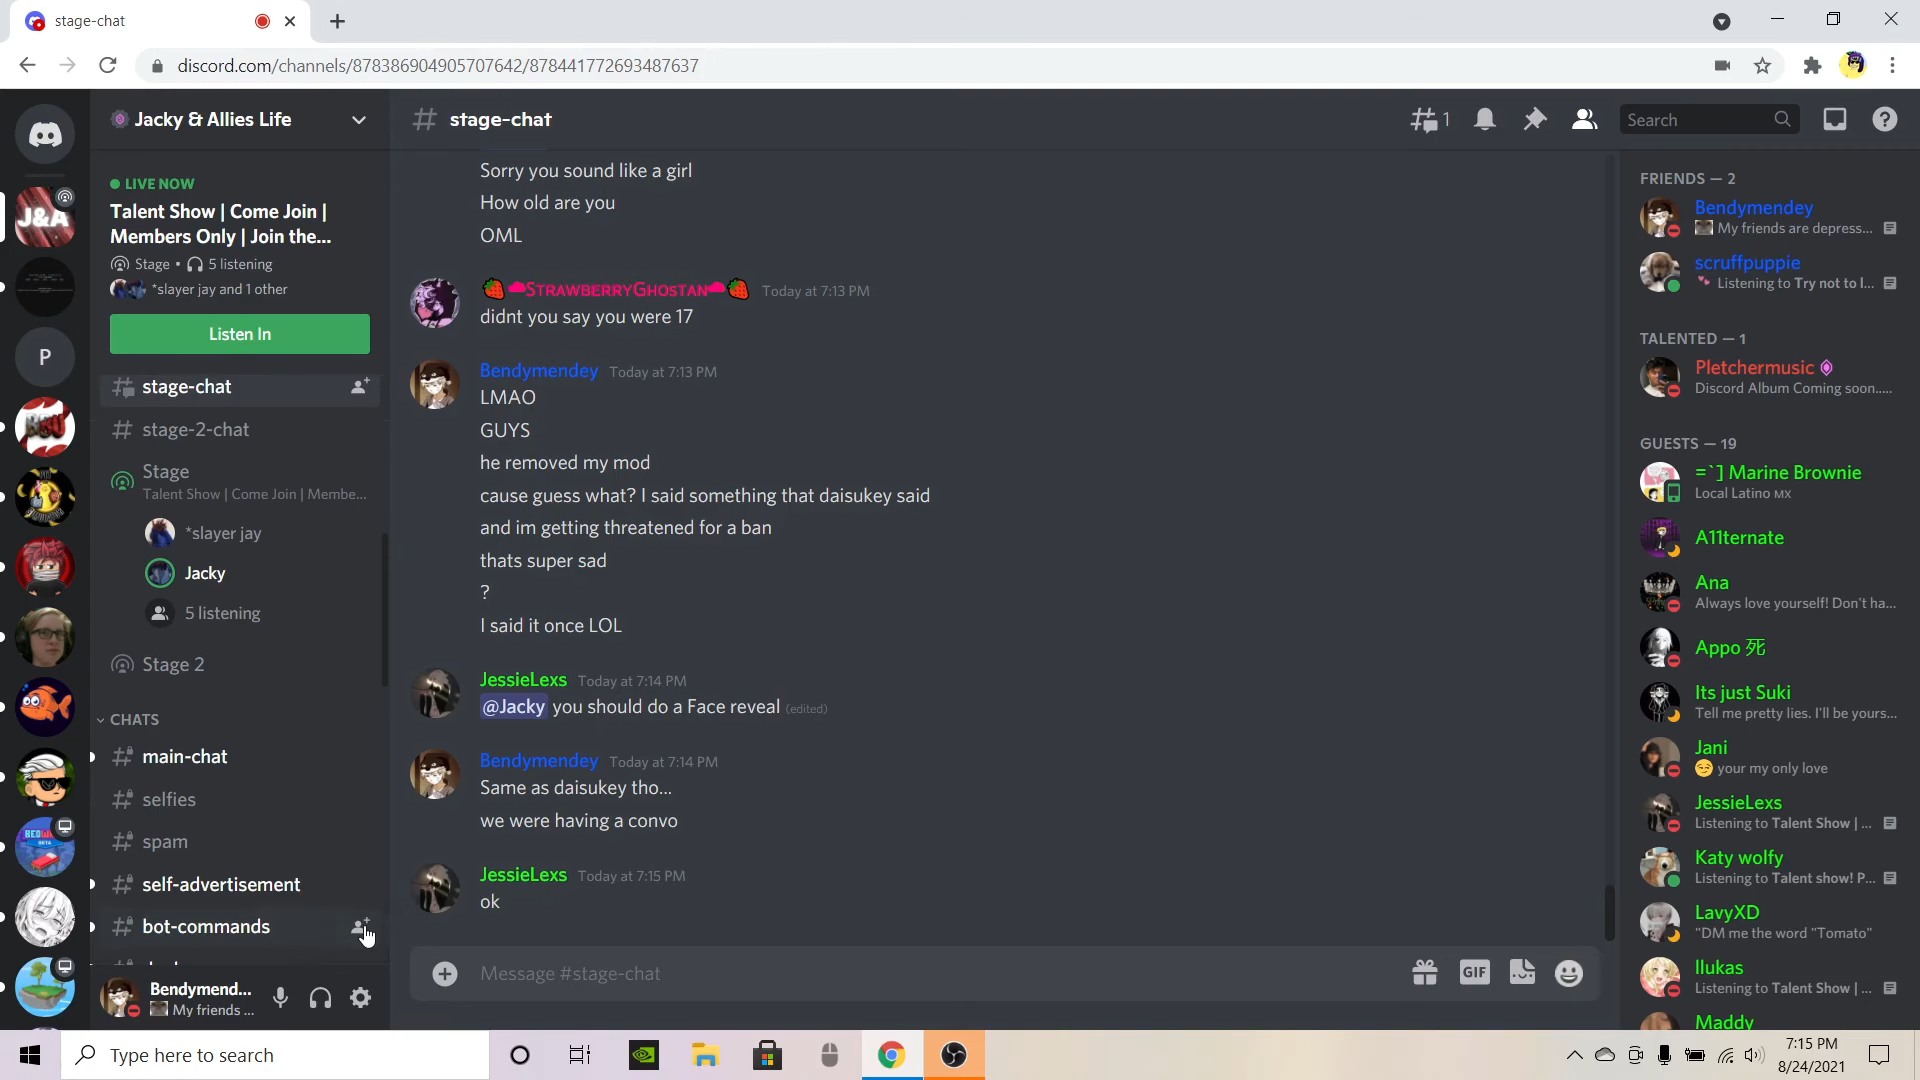 stage-chat
discord.com/channels/878386904905707642/878441772693487637
Jacky & Allies Life
LIVE NOW
Talent Show | Come Join |
Members Only | Join the...
Stage • 5 listening
*slayer jay and 1 other
Listen In
stage-chat
stage-2-chat
Stage
Talent Show | Come Join | Membe...
*slayer jay
Jacky
5 listening
Stage 2
CHATS
main-chat
selfies
spam
self-advertisement
bot-commands
Bendymend...
My friends ...
J&A
P
stage-chat
1
Search
Sorry you sound like a girl
How old are you
OML
🍓☁STRAWBERRYGHOSTAN☁🍓 Today at 7:13 PM
didnt you say you were 17
Bendymendey Today at 7:13 PM
LMAO
GUYS
he removed my mod
cause guess what? I said something that daisukey said
and im getting threatened for a ban
thats super sad
?
I said it once LOL
JessieLexs Today at 7:14 PM
@Jacky you should do a Face reveal (edited)
Bendymendey Today at 7:14 PM
Same as daisukey tho...
we were having a convo
JessieLexs Today at 7:15 PM
ok
Message #stage-chat
GIF
FRIENDS — 2
Bendymendey
My friends are depress...
scruffpuppie
Listening to Try not to l...
TALENTED — 1
Pletchermusic
Discord Album Coming soon.....
GUESTS — 19
=`] Marine Brownie
Local Latino MX
A11ternate
Ana
Always love yourself! Don't ha...
Appo 死
Its just Suki
Tell me pretty lies. I'll be yours...
Jani
😏 your my only love
JessieLexs
Listening to Talent Show | ...
Katy wolfy
Listening to Talent show! P...
LavyXD
"DM me the word "Tomato"
llukas
Listening to Talent Show | ...
Maddy
Type here to search
7:15 PM
8/24/2021